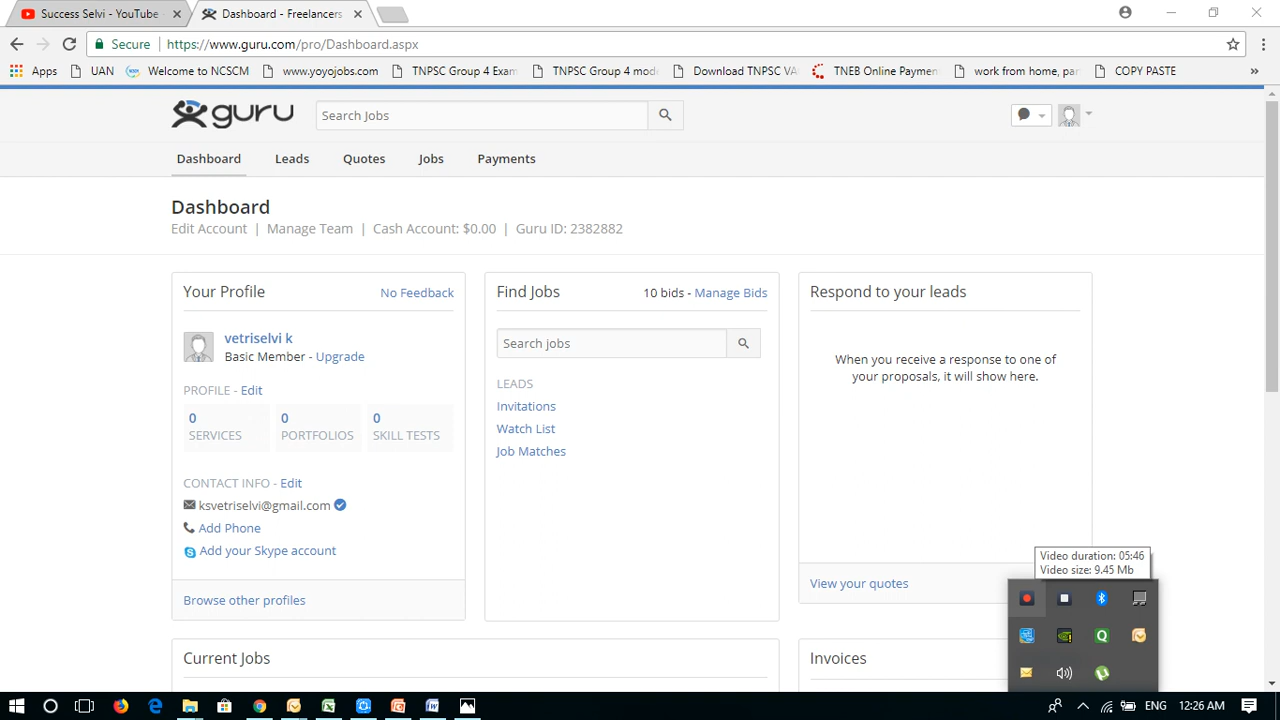 Success Selvi - YouTube
Dashboard - Freelancers
Secure
https://www.guru.com/pro/Dashboard.aspx
Apps
UAN
Welcome to NCSCM
www.yoyojobs.com
TNPSC Group 4 Exam
TNPSC Group 4 mode
Download TNPSC VA
TNEB Online Payment
work from home, par
COPY PASTE
»
guru
Search Jobs
Dashboard
Leads
Quotes
Jobs
Payments
Dashboard
Edit Account | Manage Team | Cash Account: $0.00 | Guru ID: 2382882
Your Profile
No Feedback
vetriselvi k
Basic Member - Upgrade
PROFILE - Edit
0
SERVICES
0
PORTFOLIOS
0
SKILL TESTS
CONTACT INFO - Edit
ksvetriselvi@gmail.com
Add Phone
Add your Skype account
Browse other profiles
Find Jobs
10 bids - Manage Bids
Search jobs
LEADS
Invitations
Watch List
Job Matches
Respond to your leads
When you receive a response to one of
your proposals, it will show here.
View your quotes
Video duration: 05:46
Video size: 9.45 Mb
Current Jobs
Invoices
ENG
12:26 AM